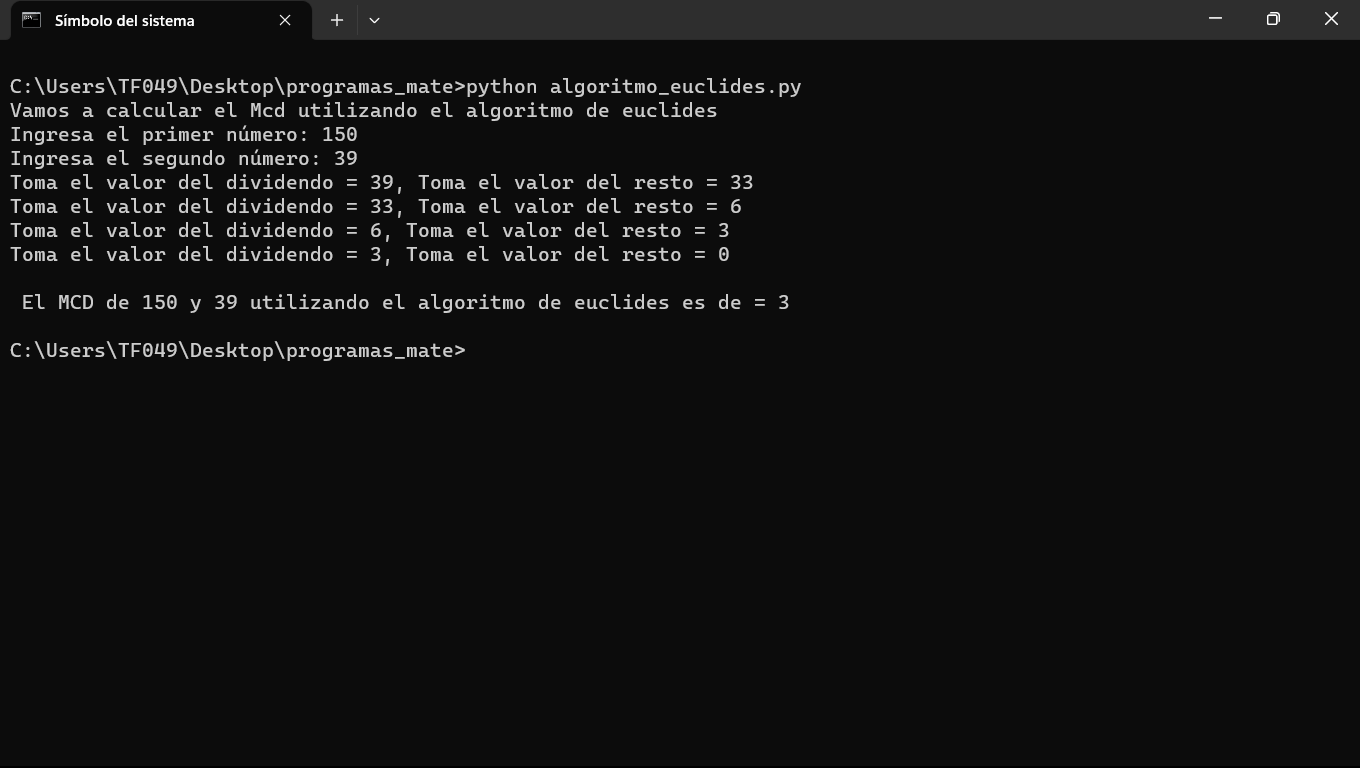 Símbolo del sistema
C:\Users\TF049\Desktop\programas_mate>python algoritmo_euclides.py
Vamos a calcular el Mcd utilizando el algoritmo de euclides
Ingresa el primer número: 150
Ingresa el segundo número: 39
Toma el valor del dividendo = 39, Toma el valor del resto = 33
Toma el valor del dividendo = 33, Toma el valor del resto = 6
Toma el valor del dividendo = 6, Toma el valor del resto = 3
Toma el valor del dividendo = 3, Toma el valor del resto = 0
El MCD de 150 y 39 utilizando el algoritmo de euclides es de = 3
C:\Users\TF049\Desktop\programas_mate>